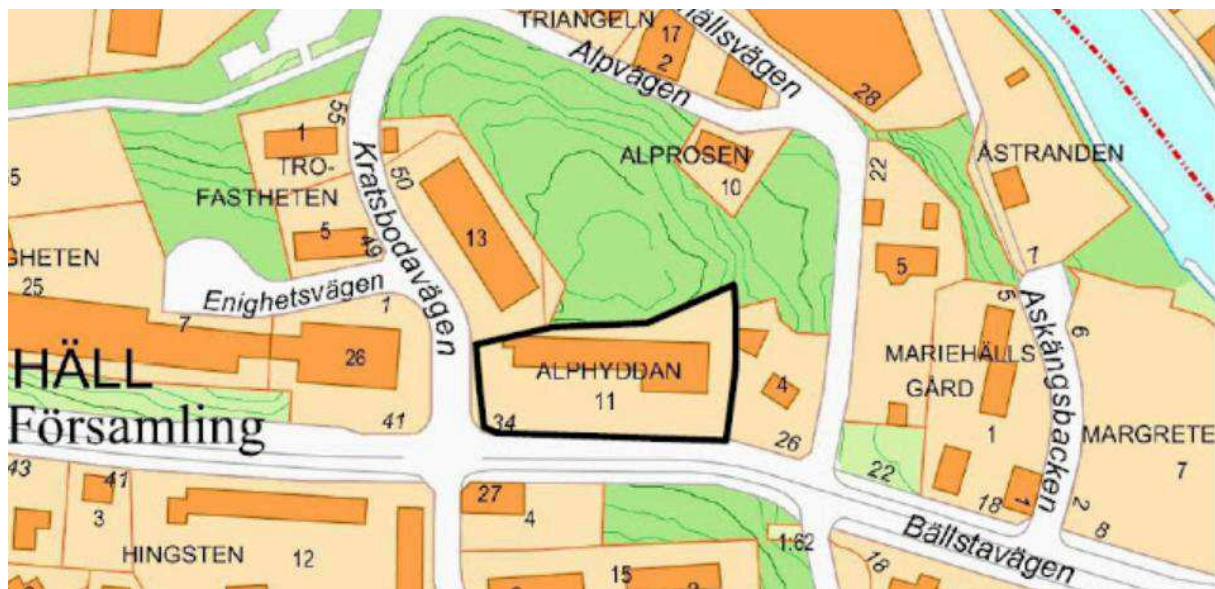 TRIANGELN
17
2
hällsvägen
Alpvägen
28
55
1
TRO-
FASTHETEN
5
49
50
Kratsbodavägen
13
ALPROSEN
10
22
ÅSTRANDEN
7
5
GHETEN
25
Enighetsvägen
1
7
26
HÄLL
Församling
41
ALPHYDDAN
11
34
4
26
5
MARIEHÄLLS
GÅRD
1
5
6
Askängsbacken
MARGRETE
7
22
18
1
2
8
Bällstavägen
43
41
3
HINGSTEN
12
27
4
15
1:62
18